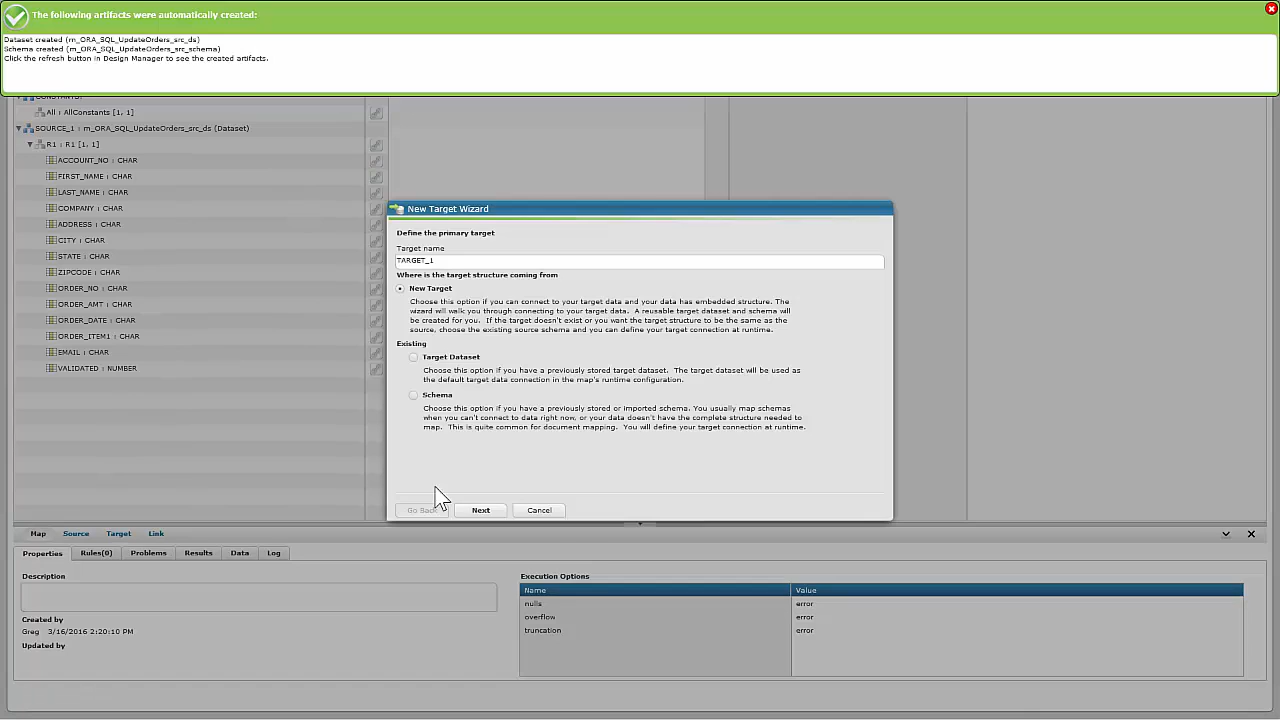 The following artifacts were automatically created:
Dataset created (m_ORA_SQL_UpdateOrders_src_ds)
Schema created (m_ORA_SQL_UpdateOrders_src_schema)
Click the refresh button in Design Manager to see the created artifacts.
CONSTANTS
All : AllConstants [1, 1]
SOURCE_1 : m_ORA_SQL_UpdateOrders_src_ds (Dataset)
R1 : R1 [1, 1]
ACCOUNT_NO : CHAR
FIRST_NAME : CHAR
LAST_NAME : CHAR
COMPANY : CHAR
ADDRESS : CHAR
CITY : CHAR
STATE : CHAR
ZIPCODE : CHAR
ORDER_NO : CHAR
ORDER_AMT : CHAR
ORDER_DATE : CHAR
ORDER_ITEM1 : CHAR
EMAIL : CHAR
VALIDATED : NUMBER
New Target Wizard
Define the primary target
Target name
TARGET_1
Where is the target structure coming from
New Target
Choose this option if you can connect to your target data and your data has embedded structure. The
wizard will walk you through connecting to your target data. A reusable target dataset and schema will
be created for you. If the target doesn't exist or you want the target structure to be the same as the
source, choose the existing source schema and you can define your target connection at runtime.
Existing
Target Dataset
Choose this option if you have a previously stored target dataset. The target dataset will be used as
the default target data connection in the map's runtime configuration.
Schema
Choose this option if you have a previously stored or imported schema. You usually map schemas
when you can't connect to data right now, or your data doesn't have the complete structure needed to
map. This is quite common for document mapping. You will define your target connection at runtime.
Go Back Next Cancel
Map Source Target Link
Properties Rules(0) Problems Results Data Log
Description
Created by
Greg 3/16/2016 2:20:10 PM
Updated by
Execution Options
Name Value
nulls error
overflow error
truncation error